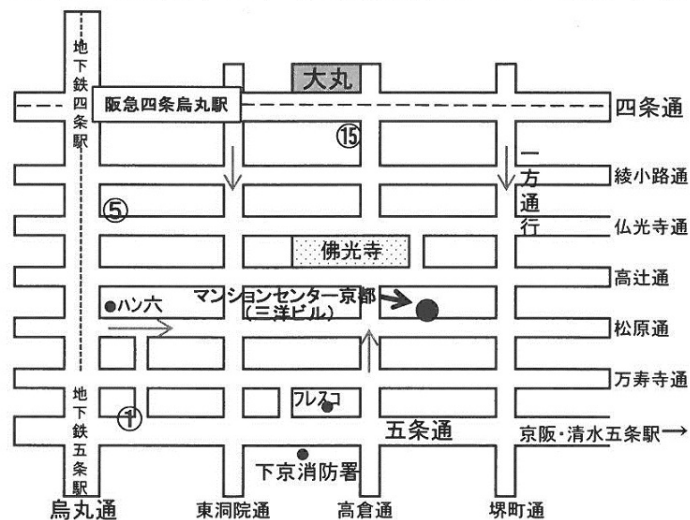 地下鉄四条駅
大丸
阪急四条烏丸駅
四条通
⑮
一方通行
綾小路通
⑤
仏光寺通
佛光寺
高辻通
ハン六
マンションセンター京都
(三洋ビル)
松原通
万寿寺通
フレスコ
①
地下鉄五条駅
五条通
京阪・清水五条駅→
下京消防署
烏丸通
東洞院通
高倉通
堺町通